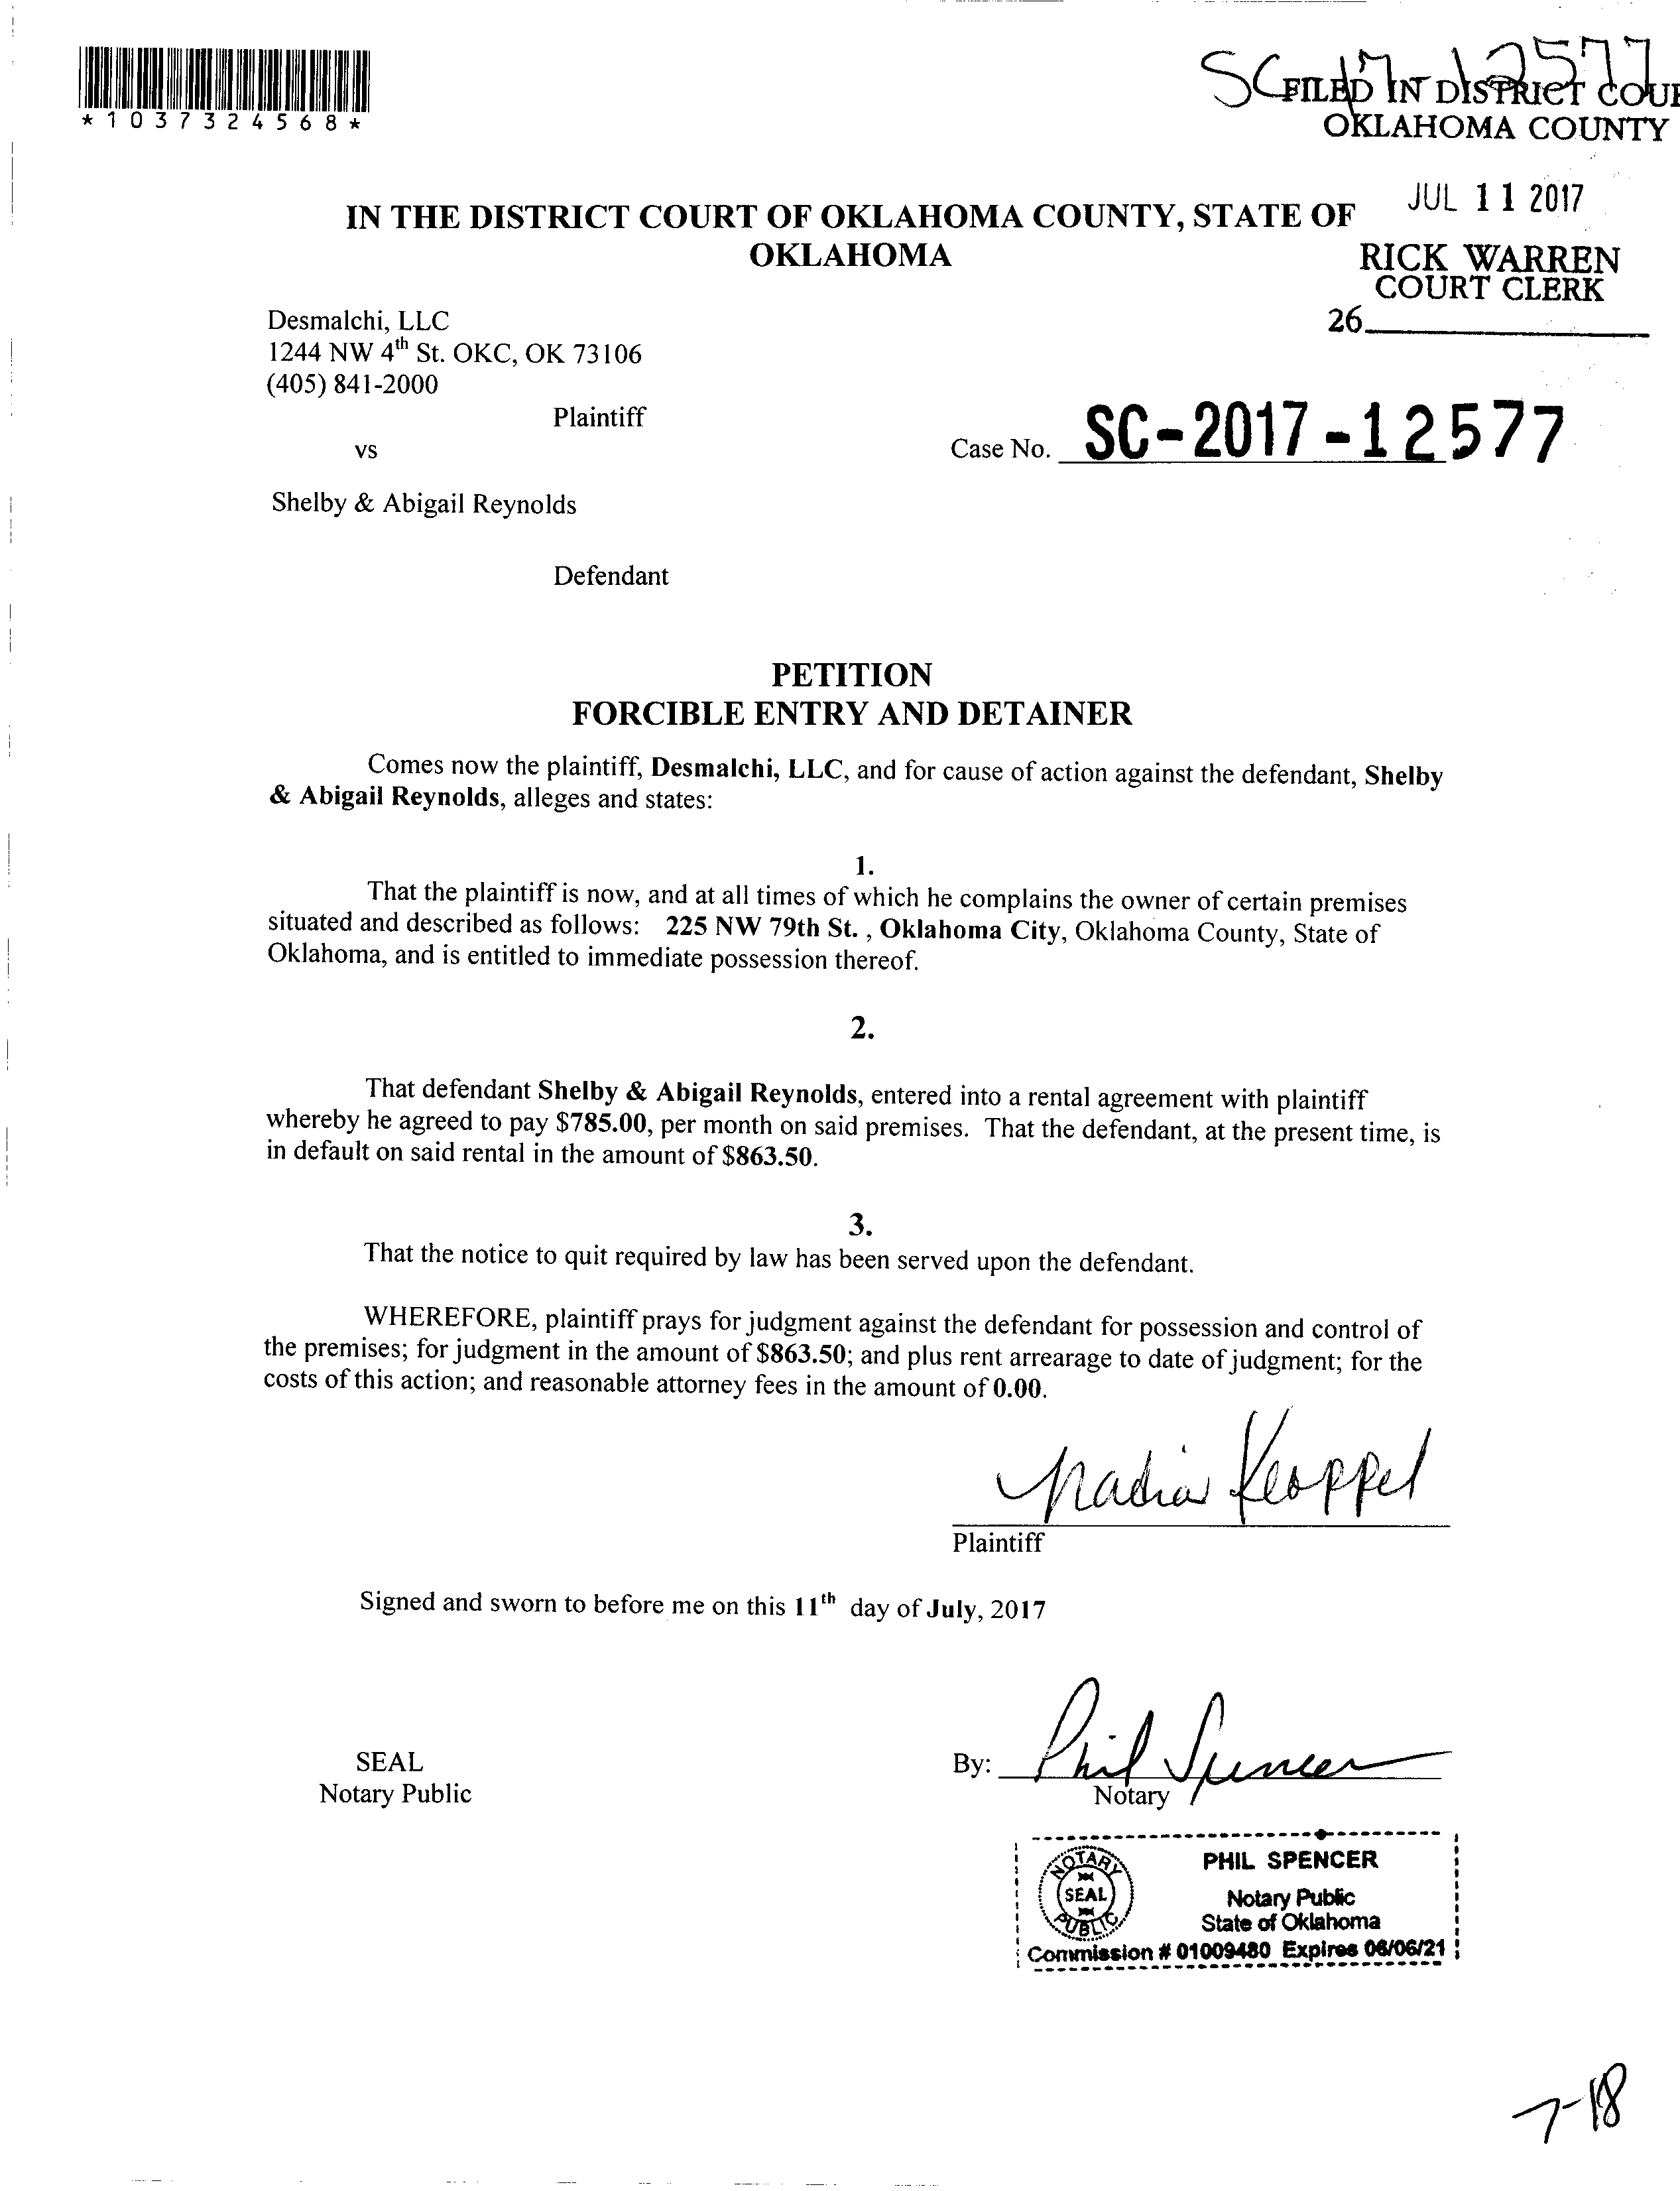 SC 17 12577
FILED IN DISTRICT COU
OKLAHOMA COUNTY
*1037324568*
JUL 11 2017
IN THE DISTRICT COURT OF OKLAHOMA COUNTY, STATE OF
OKLAHOMA
RICK WARREN
COURT CLERK
26
Desmalchi, LLC
1244 NW 4th St. OKC, OK 73106
(405) 841-2000
Plaintiff
vs
Case No. SC-2017-12577
Shelby & Abigail Reynolds
Defendant
PETITION
FORCIBLE ENTRY AND DETAINER
Comes now the plaintiff, Desmalchi, LLC, and for cause of action against the defendant, Shelby
& Abigail Reynolds, alleges and states:
1.
That the plaintiff is now, and at all times of which he complains the owner of certain premises
situated and described as follows: 225 NW 79th St. , Oklahoma City, Oklahoma County, State of
Oklahoma, and is entitled to immediate possession thereof.
2.
That defendant Shelby & Abigail Reynolds, entered into a rental agreement with plaintiff
whereby he agreed to pay $785.00, per month on said premises. That the defendant, at the present time, is
in default on said rental in the amount of $863.50.
3.
That the notice to quit required by law has been served upon the defendant.
WHEREFORE, plaintiff prays for judgment against the defendant for possession and control of
the premises; for judgment in the amount of $863.50; and plus rent arrearage to date of judgment; for the
costs of this action; and reasonable attorney fees in the amount of 0.00.
Nadia Keoppel
Plaintiff
Signed and sworn to before me on this 11th day of July, 2017
SEAL
Notary Public
By: Phil Spencer
Notary
NOTARY
SEAL
PUBLIC
PHIL SPENCER
Notary Public
State of Oklahoma
Commission # 01009480 Expires 06/06/21
7-18